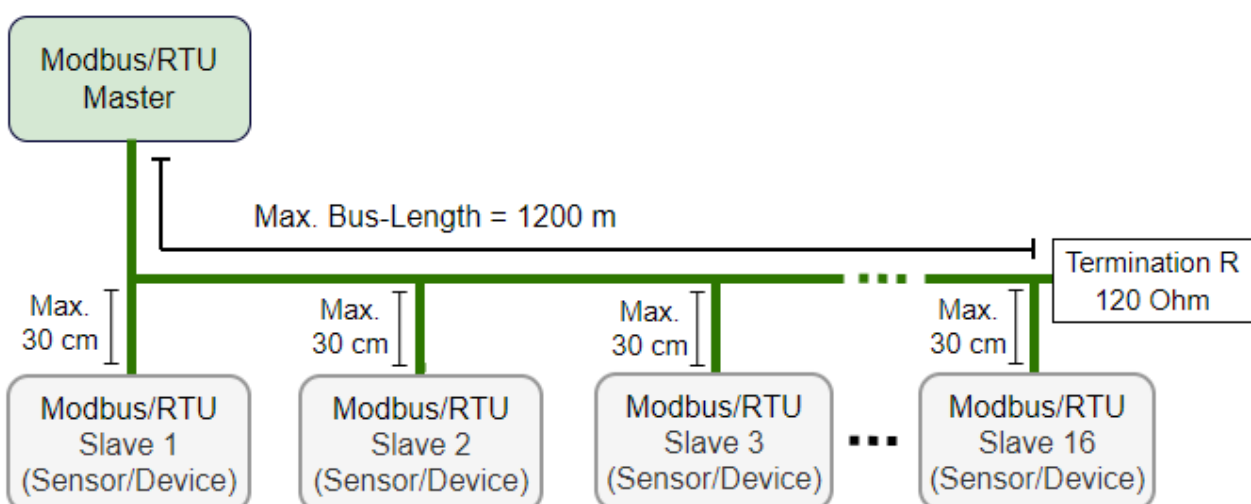 Modbus/RTU
Master
Max. Bus-Length = 1200 m
Termination R
120 Ohm
Max.
30 cm
Max.
30 cm
Max.
30 cm
Max.
30 cm
Modbus/RTU
Slave 1
(Sensor/Device)
Modbus/RTU
Slave 2
(Sensor/Device)
Modbus/RTU
Slave 3
(Sensor/Device)
Modbus/RTU
Slave 16
(Sensor/Device)